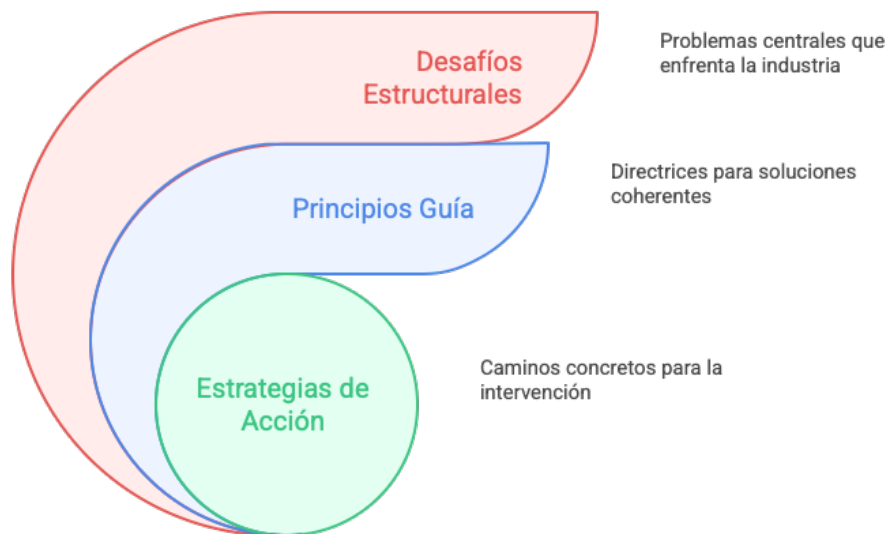 Desafíos
Estructurales
Problemas centrales que
enfrenta la industria
Principios Guía
Directrices para soluciones
coherentes
Estrategias de
Acción
Caminos concretos para la
intervención